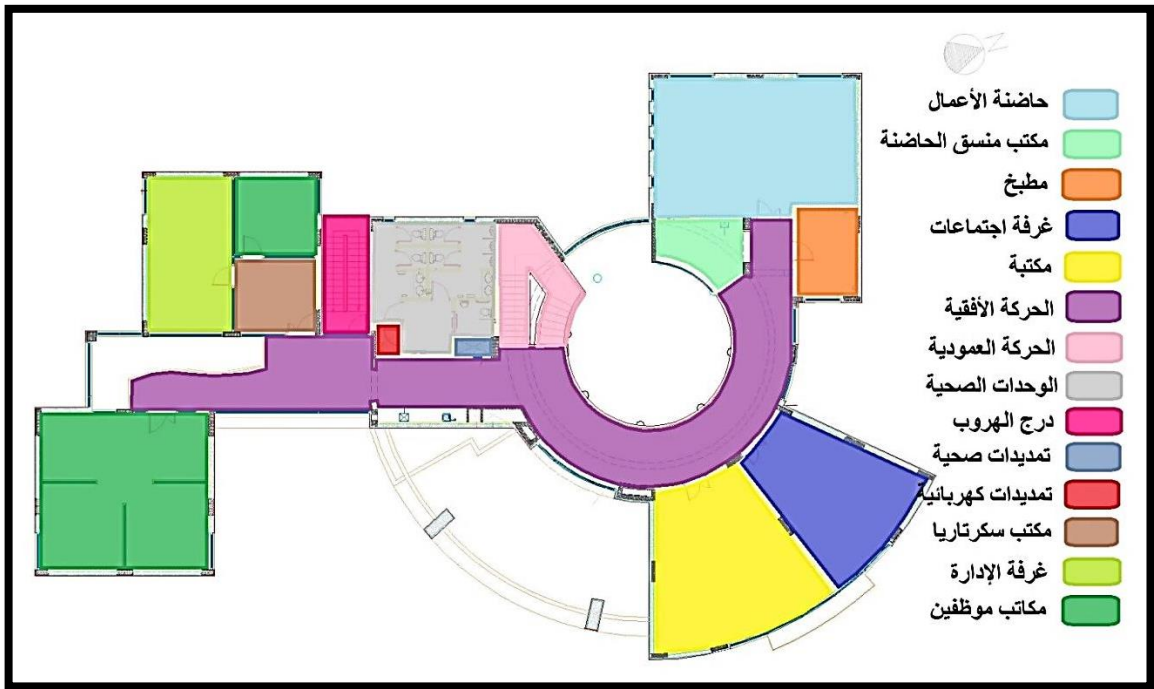 N
حاضنة الأعمال
مكتب منسق الحاضنة
مطبخ
غرفة اجتماعات
مكتبة
الحركة الأفقية
الحركة العمودية
الوحدات الصحية
درج الهروب
تمديدات صحية
تمديدات كهربائية
مكتب سكرتاريا
غرفة الإدارة
مكاتب موظفين